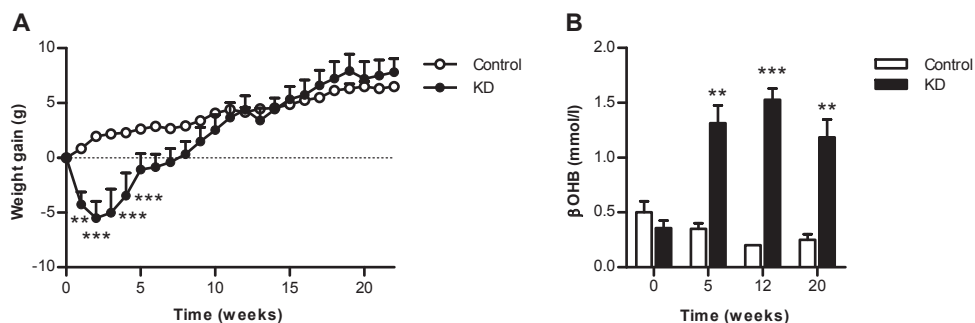 A
10
5
0
-5
-10
Weight gain (g)
**
***
***
***
0 5 10 15 20
Time (weeks)
Control
KD
B
2.0
1.5
1.0
0.5
0.0
βOHB (mmol/l)
**
***
**
0 5 12 20
Time (weeks)
Control
KD